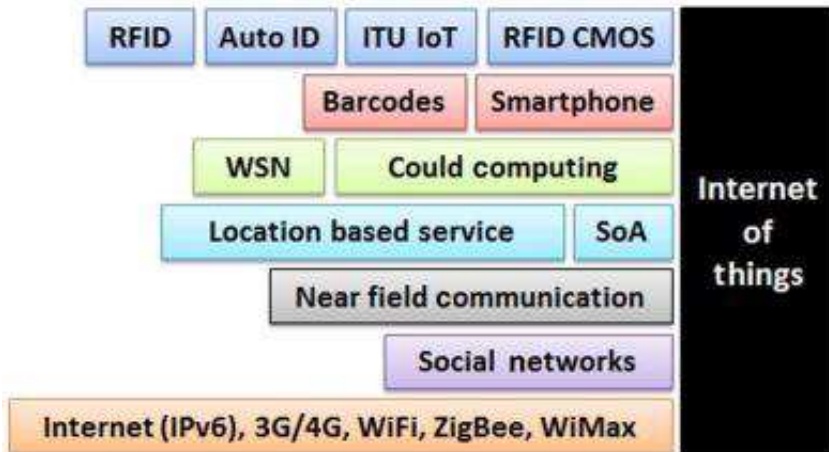 RFID Auto ID ITU IoT RFID CMOS
Barcodes Smartphone
WSN Could computing
Location based service SoA
Near field communication
Social networks
Internet (IPv6), 3G/4G, WiFi, ZigBee, WiMax
Internet
of
things